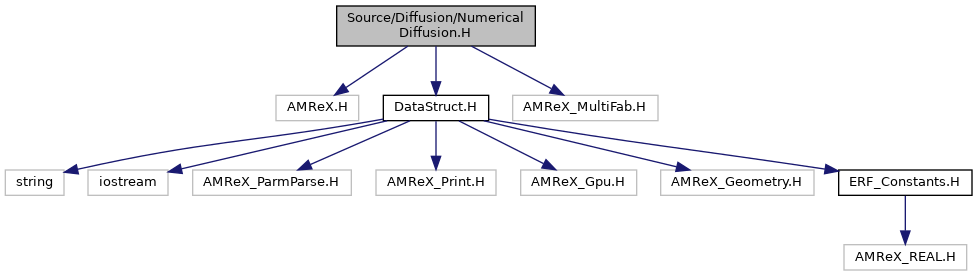 Source/Diffusion/Numerical
Diffusion.H
AMReX.H
DataStruct.H
AMReX_MultiFab.H
string
iostream
AMReX_ParmParse.H
AMReX_Print.H
AMReX_Gpu.H
AMReX_Geometry.H
ERF_Constants.H
AMReX_REAL.H